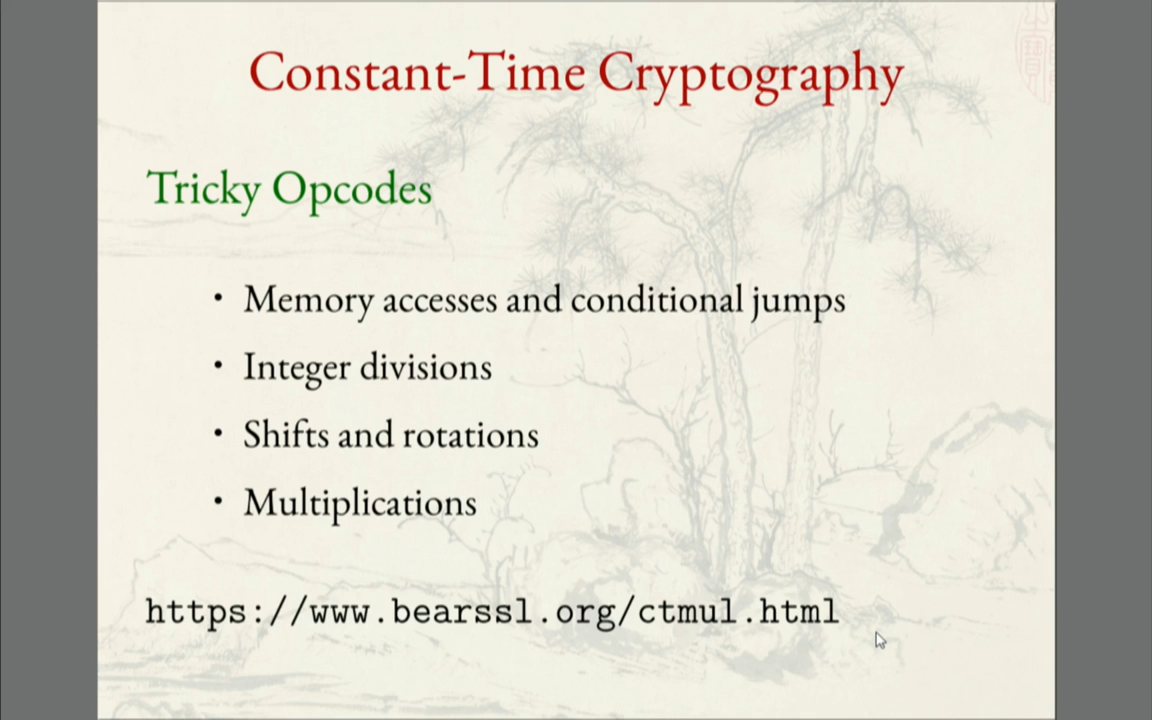 Constant-Time Cryptography
Tricky Opcodes
• Memory accesses and conditional jumps
• Integer divisions
• Shifts and rotations
• Multiplications
https://www.bearssl.org/ctmul.html